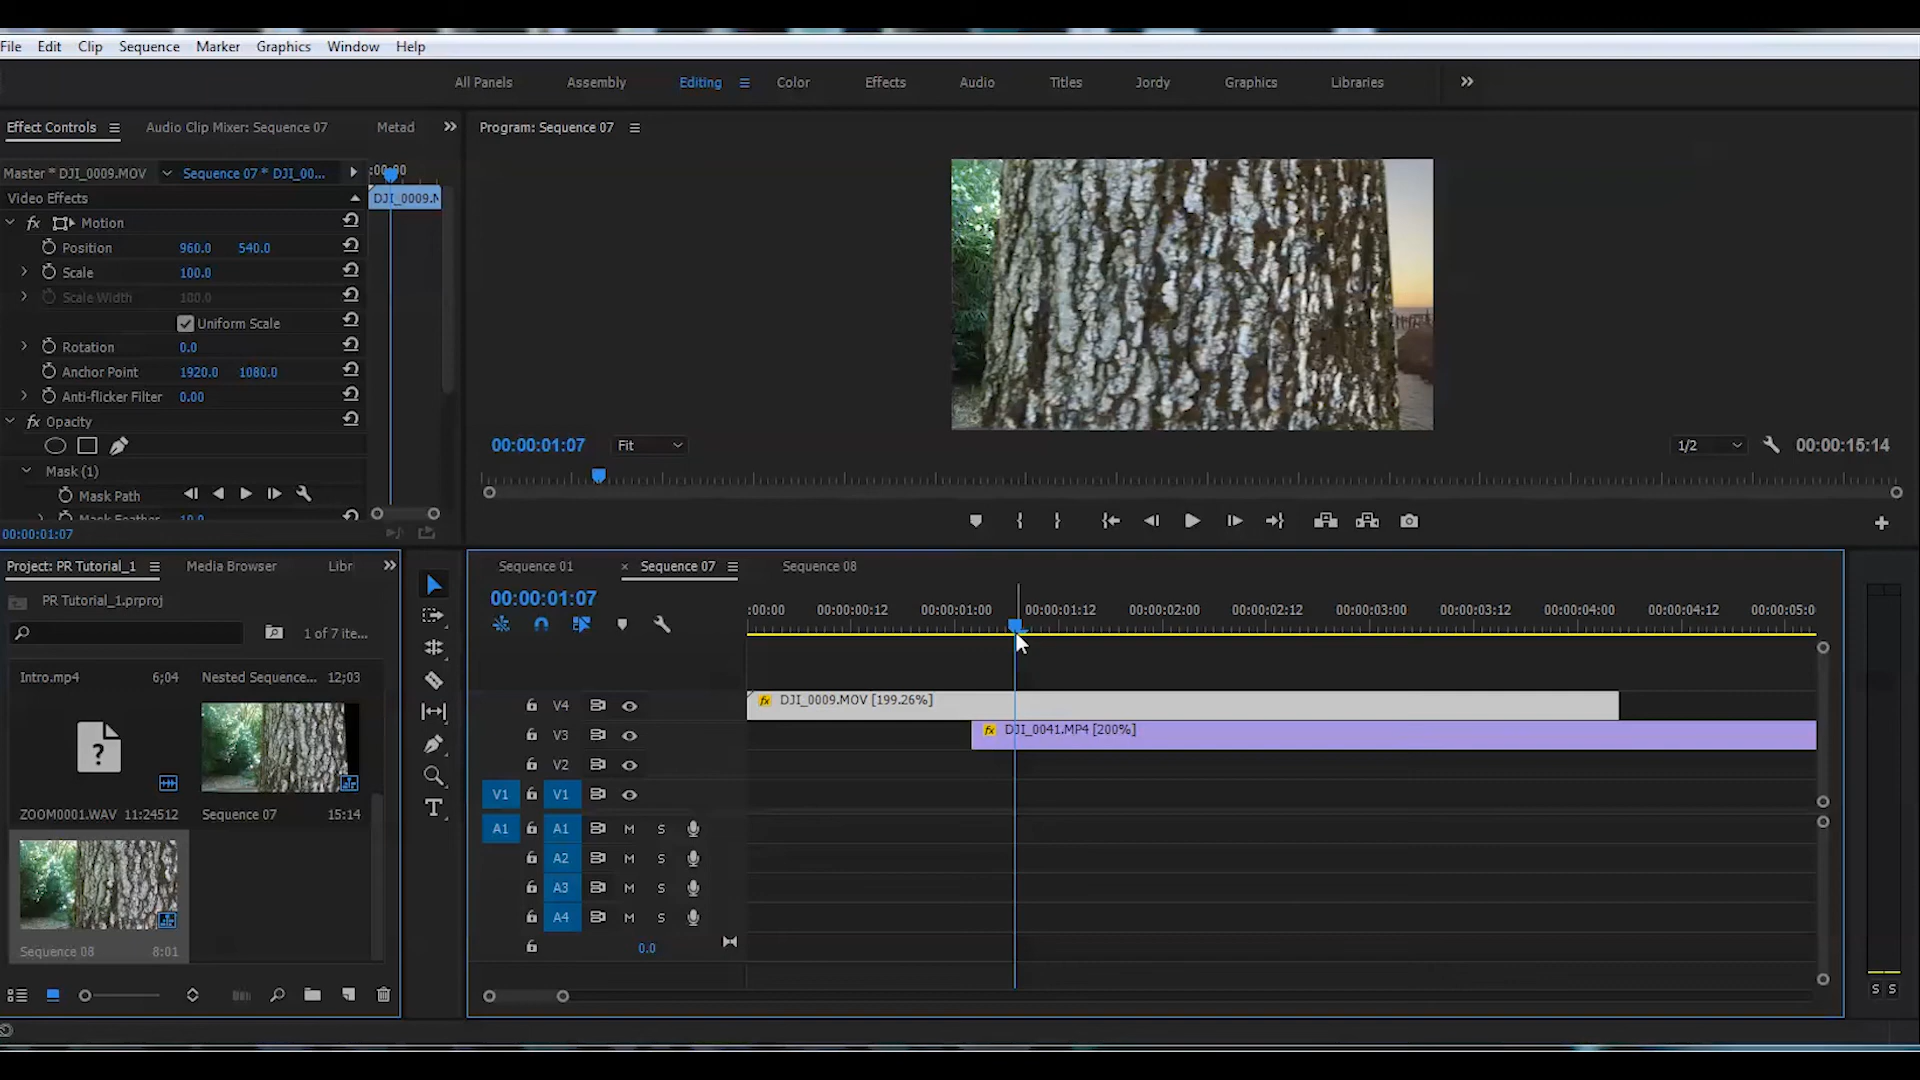 File Edit Clip Sequence Marker Graphics Window Help
All Panels Assembly Editing Color Effects Audio Titles Jordy Graphics Libraries
Effect Controls Audio Clip Mixer: Sequence 07 Metad
Program: Sequence 07
Master * DJI_0009.MOV Sequence 07 * DJI_00... :00:00
Video Effects DJI_0009.M
fx Motion
Position 960.0 540.0
Scale 100.0
Scale Width 100.0
Uniform Scale
Rotation 0.0
Anchor Point 1920.0 1080.0
Anti-flicker Filter 0.00
fx Opacity
Mask (1)
Mask Path
Mask Feather 10.0
00:00:01:07
00:00:01:07 Fit 1/2 00:00:15:14
Project: PR Tutorial_1 Media Browser Libr
PR Tutorial_1.prproj
1 of 7 ite...
Intro.mp4 6;04 Nested Sequence... 12;03
?
ZOOM0001.WAV 11:24512 Sequence 07 15:14
Sequence 08 8:01
T
Sequence 01 × Sequence 07 Sequence 08
00:00:01:07
:00:00 00:00:00:12 00:00:01:00 00:00:01:12 00:00:02:00 00:00:02:12 00:00:03:00 00:00:03:12 00:00:04:00 00:00:04:12 00:00:05:0
V4 fx DJI_0009.MOV [199.26%]
V3 fx DJI_0041.MP4 [200%]
V2
V1 V1
A1 A1 M S
A2 M S
A3 M S
A4 M S
0.0
S S